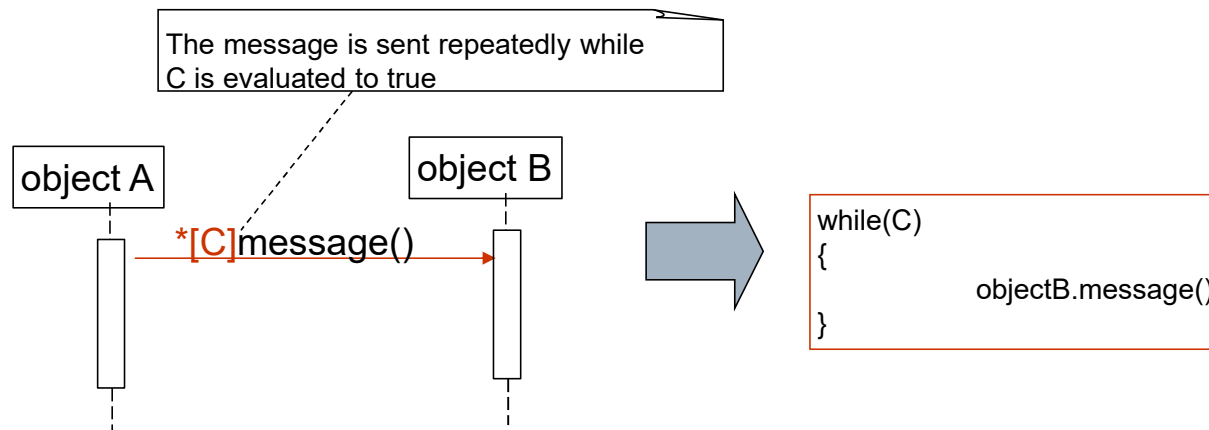 The message is sent repeatedly while
C is evaluated to true
object A
object B
*[C]message()
while(C)
{
objectB.message()
}